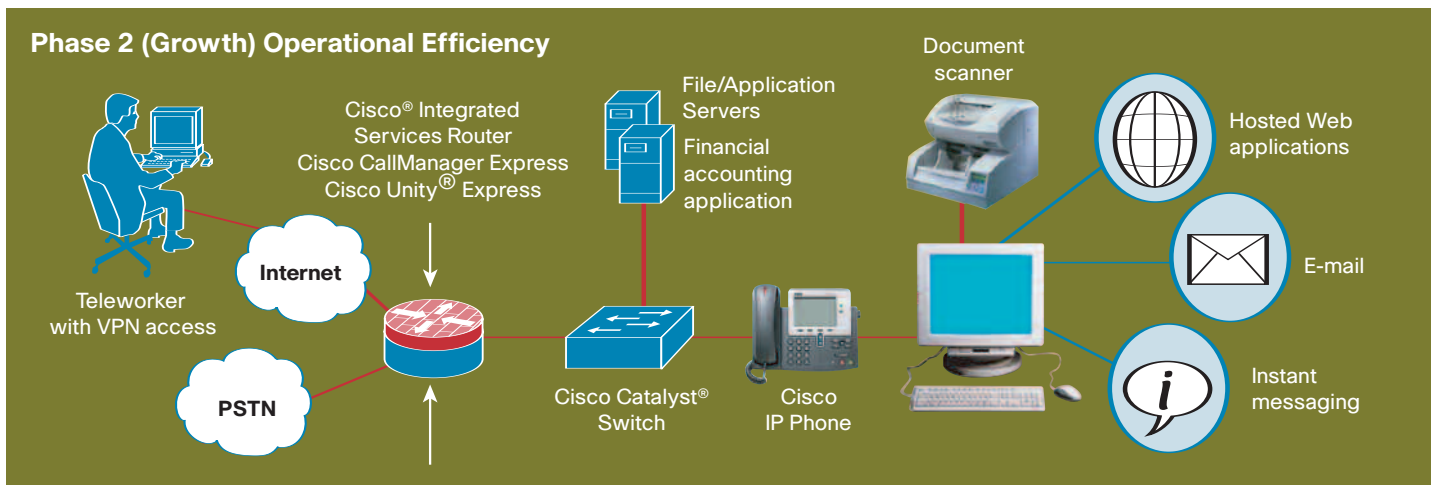 Phase 2 (Growth) Operational Efficiency
Cisco® Integrated
Services Router
Cisco CallManager Express
Cisco Unity® Express
File/Application
Servers
Financial
accounting
application
Document
scanner
Hosted Web
applications
E-mail
Instant
messaging
Internet
Teleworker
with VPN access
PSTN
Cisco Catalyst®
Switch
Cisco
IP Phone
i